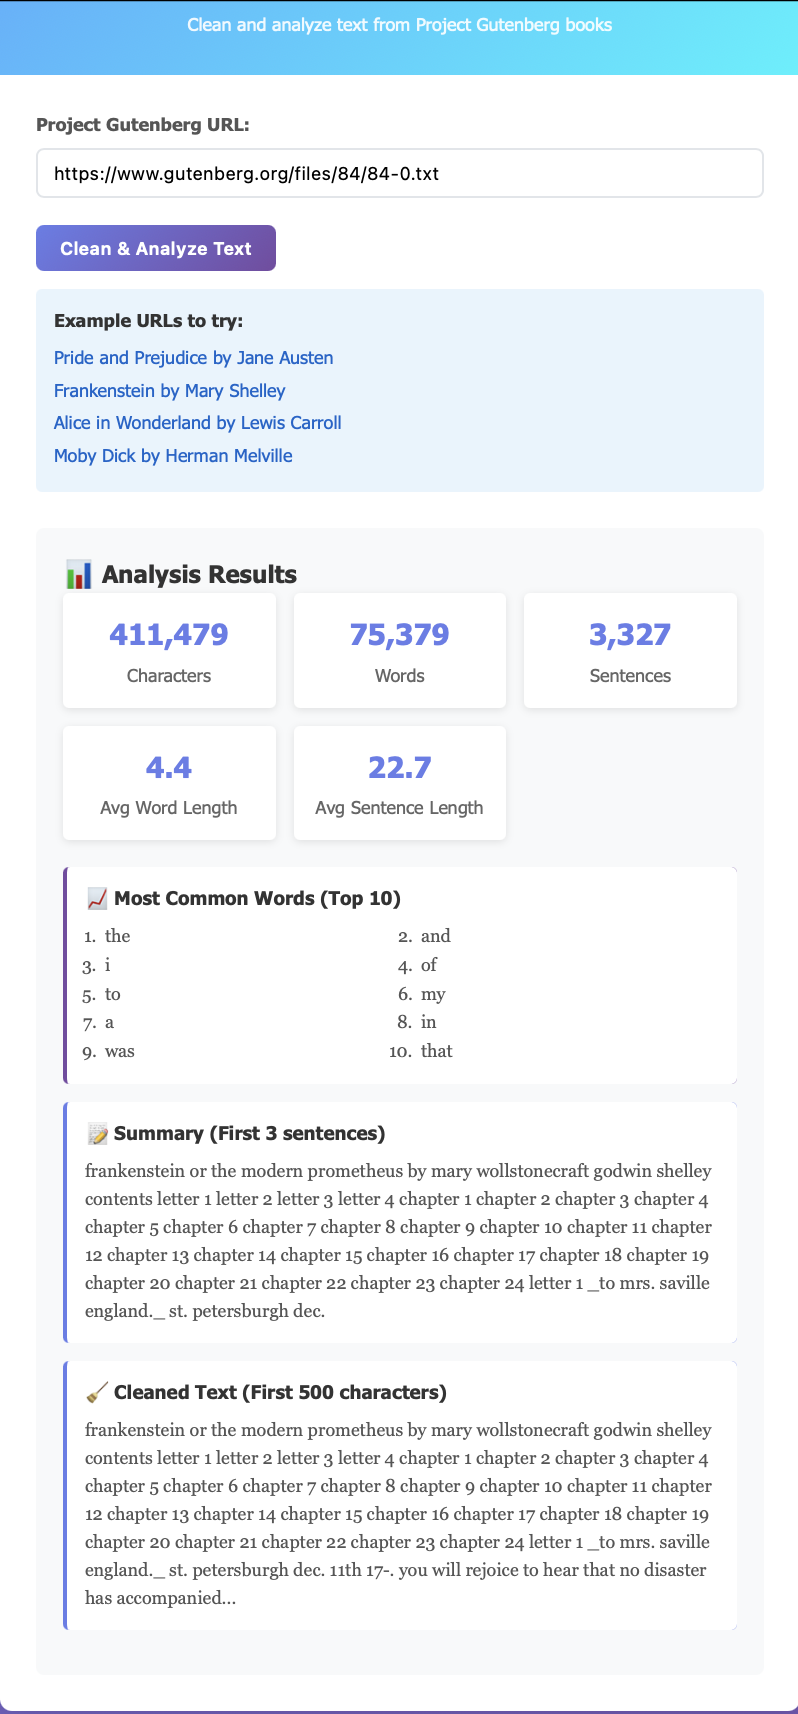 Clean and analyze text from Project Gutenberg books
Project Gutenberg URL:
https://www.gutenberg.org/files/84/84-0.txt
Clean & Analyze Text
Example URLs to try:
Pride and Prejudice by Jane Austen
Frankenstein by Mary Shelley
Alice in Wonderland by Lewis Carroll
Moby Dick by Herman Melville
📊 Analysis Results
411,479
Characters
75,379
Words
3,327
Sentences
4.4
Avg Word Length
22.7
Avg Sentence Length
📈 Most Common Words (Top 10)
1. the
2. and
3. i
4. of
5. to
6. my
7. a
8. in
9. was
10. that
📝 Summary (First 3 sentences)
frankenstein or the modern prometheus by mary wollstonecraft godwin shelley
contents letter 1 letter 2 letter 3 letter 4 chapter 1 chapter 2 chapter 3 chapter 4
chapter 5 chapter 6 chapter 7 chapter 8 chapter 9 chapter 10 chapter 11 chapter
12 chapter 13 chapter 14 chapter 15 chapter 16 chapter 17 chapter 18 chapter 19
chapter 20 chapter 21 chapter 22 chapter 23 chapter 24 letter 1 _to mrs. saville
england._ st. petersburgh dec.
🧹 Cleaned Text (First 500 characters)
frankenstein or the modern prometheus by mary wollstonecraft godwin shelley
contents letter 1 letter 2 letter 3 letter 4 chapter 1 chapter 2 chapter 3 chapter 4
chapter 5 chapter 6 chapter 7 chapter 8 chapter 9 chapter 10 chapter 11 chapter
12 chapter 13 chapter 14 chapter 15 chapter 16 chapter 17 chapter 18 chapter 19
chapter 20 chapter 21 chapter 22 chapter 23 chapter 24 letter 1 _to mrs. saville
england._ st. petersburgh dec. 11th 17-. you will rejoice to hear that no disaster
has accompanied...